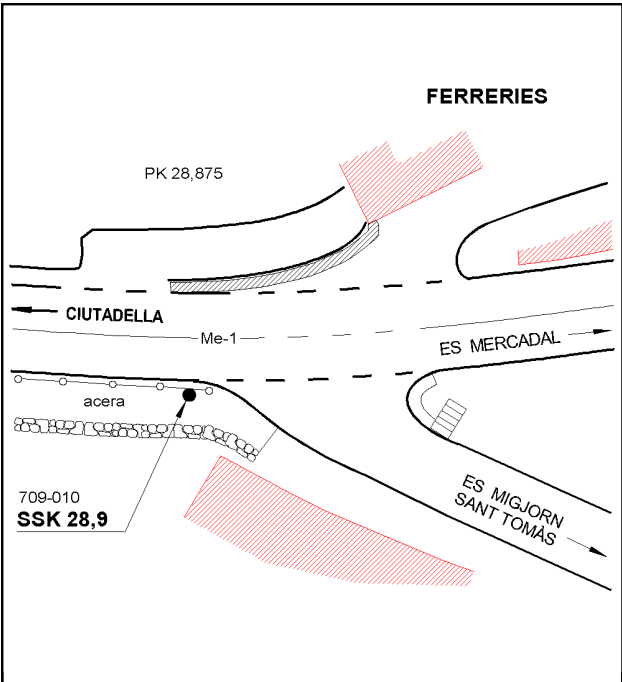 FERRERIES
PK 28,875
CIUTADELLA
Me-1
ES MERCADAL
acera
709-010
SSK 28,9
ES MIGJORN
SANT TOMÀS